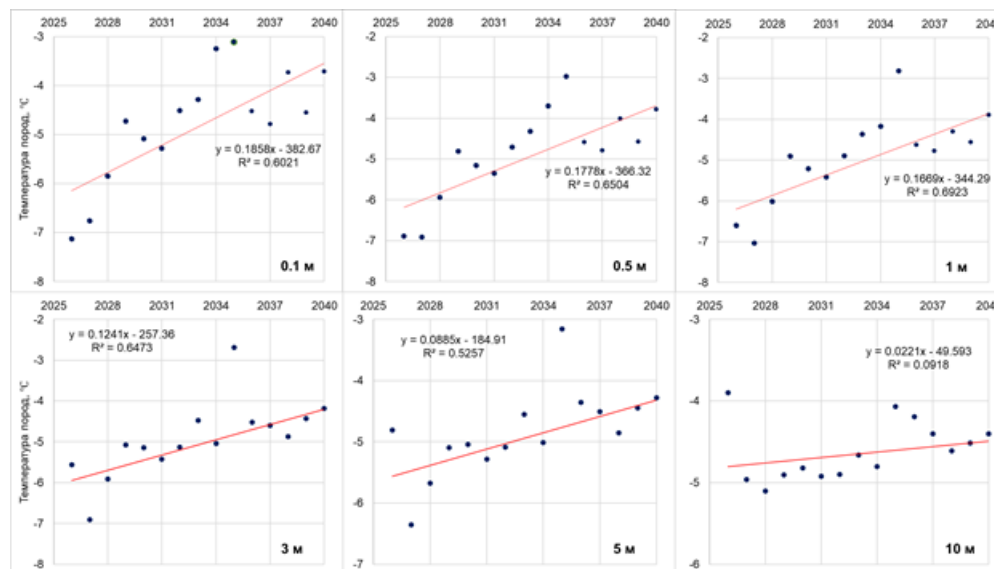 2025 2028 2031 2034 2037 2040
-3
-4
-5
-6
-7
-8
Температура пород, °C
y = 0.1858x - 382.67
R² = 0.6021
0.1 м
2025 2028 2031 2034 2037 2040
-2
-3
-4
-5
-6
-7
-8
y = 0.1778x - 366.32
R² = 0.6504
0.5 м
2025 2028 2031 2034 2037 2040
-2
-3
-4
-5
-6
-7
-8
y = 0.1669x - 344.29
R² = 0.6923
1 м
2025 2028 2031 2034 2037 2040
-2
-3
-4
-5
-6
-7
-8
Температура пород, °C
y = 0.1241x - 257.36
R² = 0.6473
3 м
2025 2028 2031 2034 2037 2040
-3
-4
-5
-6
-7
y = 0.0885x - 184.91
R² = 0.5257
5 м
2025 2028 2031 2034 2037 2040
-3
-4
-5
-6
y = 0.0221x - 49.593
R² = 0.0918
10 м